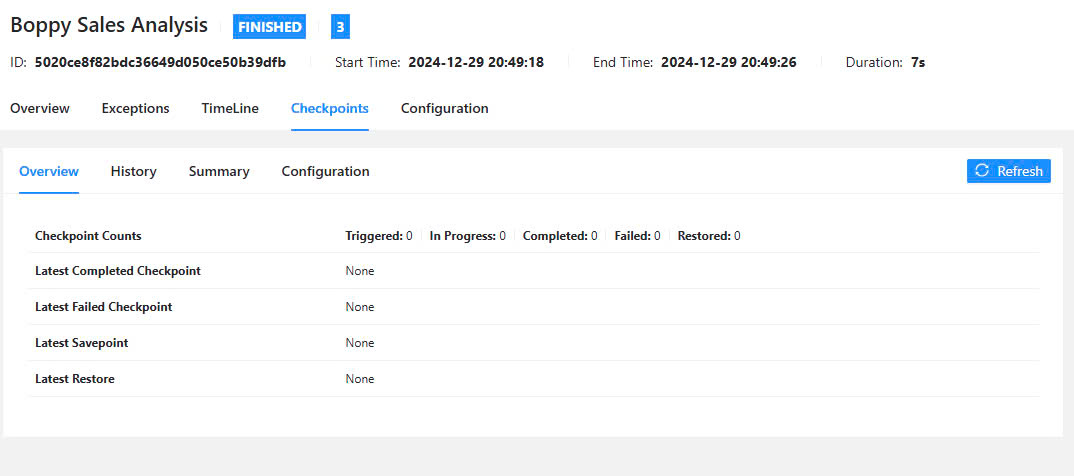 Boppy Sales Analysis FINISHED 3
ID: 5020ce8f82bdc36649d050ce50b39dfb Start Time: 2024-12-29 20:49:18 End Time: 2024-12-29 20:49:26 Duration: 7s
Overview Exceptions TimeLine Checkpoints Configuration
Overview History Summary Configuration Refresh
Checkpoint Counts Triggered: 0 In Progress: 0 Completed: 0 Failed: 0 Restored: 0
Latest Completed Checkpoint None
Latest Failed Checkpoint None
Latest Savepoint None
Latest Restore None